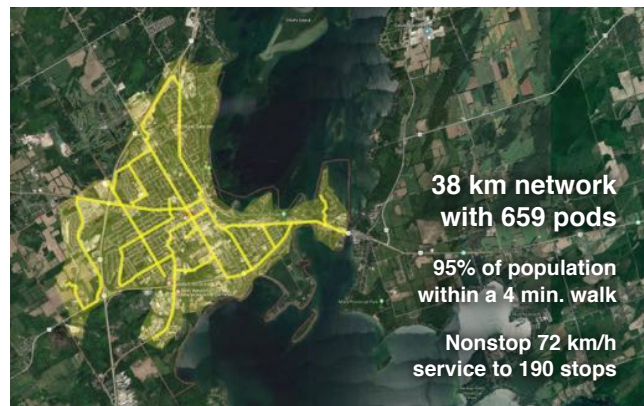 38 km network
with 659 pods
95% of population
within a 4 min. walk
Nonstop 72 km/h
service to 190 stops